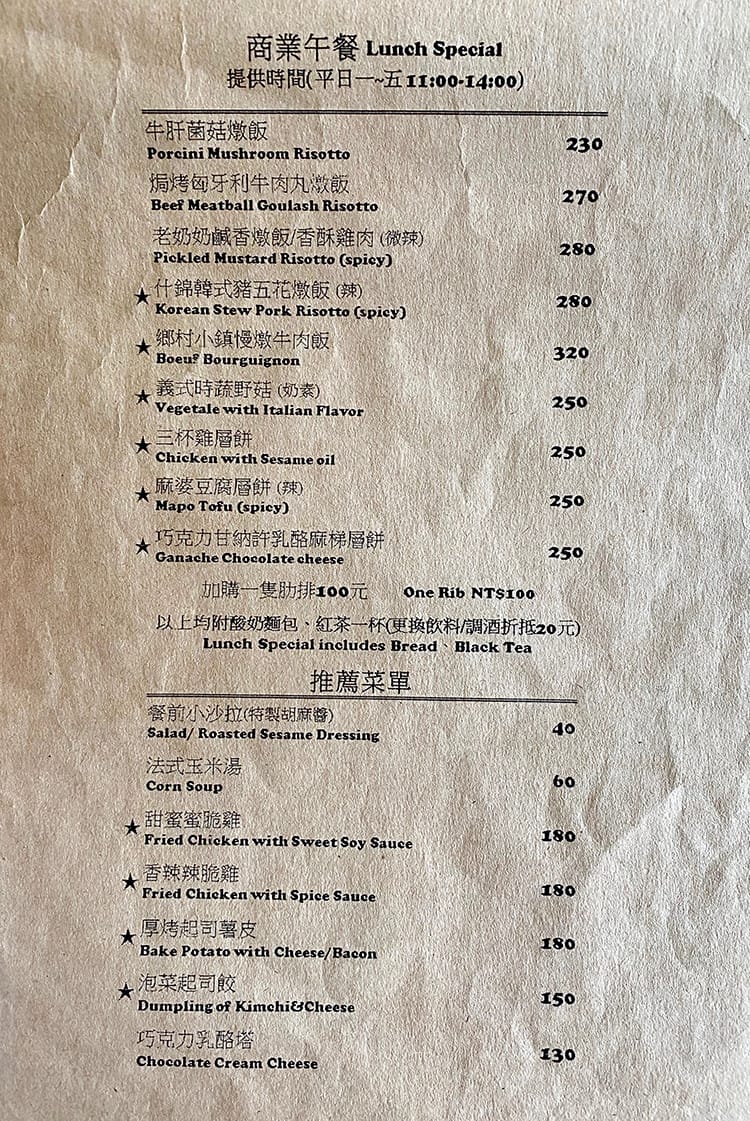 商業午餐 Lunch Special
提供時間(平日一~五 11:00-14:00)
牛肝菌菇燉飯
Porcini Mushroom Risotto 230
焗烤匈牙利牛肉丸燉飯
Beef Meatball Goulash Risotto 270
老奶奶鹹香燉飯/香酥雞肉 (微辣)
Pickled Mustard Risotto (spicy) 280
★ 什錦韓式豬五花燉飯 (辣)
Korean Stew Pork Risotto (spicy) 280
★ 鄉村小鎮慢燉牛肉飯
Boeuf Bourguignon 320
★ 義式時蔬野菇 (奶素)
Vegetale with Italian Flavor 250
★ 三杯雞層餅
Chicken with Sesame oil 250
★ 麻婆豆腐層餅 (辣)
Mapo Tofu (spicy) 250
★ 巧克力甘納許乳酪麻梯層餅
Ganache Chocolate cheese 250
加購一隻肋排100元 One Rib NT$100
以上均附酸奶麵包、紅茶一杯(更換飲料/調酒折抵20元)
Lunch Special includes Bread、Black Tea
推薦菜單
餐前小沙拉(特製胡麻醬)
Salad/ Roasted Sesame Dressing 40
法式玉米湯
Corn Soup 60
★ 甜蜜蜜脆雞
Fried Chicken with Sweet Soy Sauce 180
★ 香辣辣脆雞
Fried Chicken with Spice Sauce 180
★ 厚烤起司薯皮
Bake Potato with Cheese/Bacon 180
★ 泡菜起司餃
Dumpling of Kimchi&Cheese 150
巧克力乳酪塔
Chocolate Cream Cheese 130